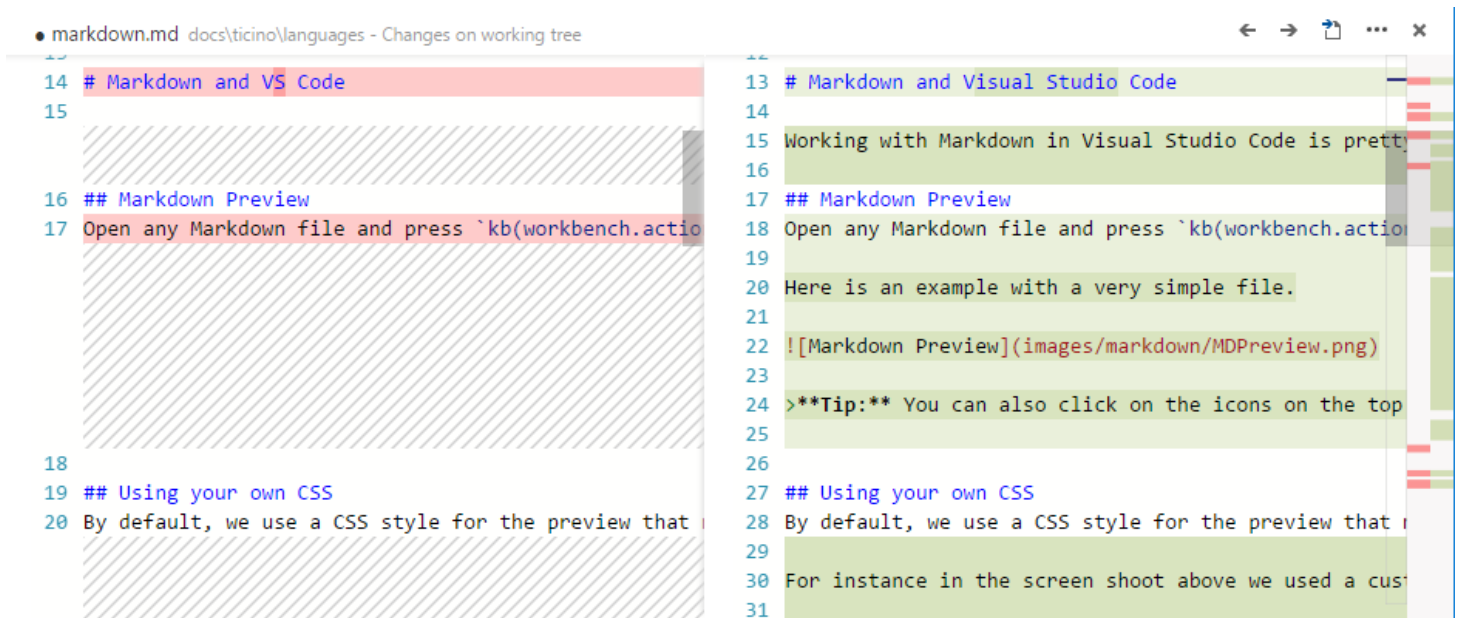 ● markdown.md docs\ticino\languages - Changes on working tree
14 # Markdown and VS Code
15
16 ## Markdown Preview
17 Open any Markdown file and press `kb(workbench.actio
18
19 ## Using your own CSS
20 By default, we use a CSS style for the preview that
13 # Markdown and Visual Studio Code
14
15 Working with Markdown in Visual Studio Code is pretty
16
17 ## Markdown Preview
18 Open any Markdown file and press `kb(workbench.action
19
20 Here is an example with a very simple file.
21
22 ![Markdown Preview](images/markdown/MDPreview.png)
23
24 >**Tip:** You can also click on the icons on the top
25
26
27 ## Using your own CSS
28 By default, we use a CSS style for the preview that
29
30 For instance in the screen shoot above we used a cus
31